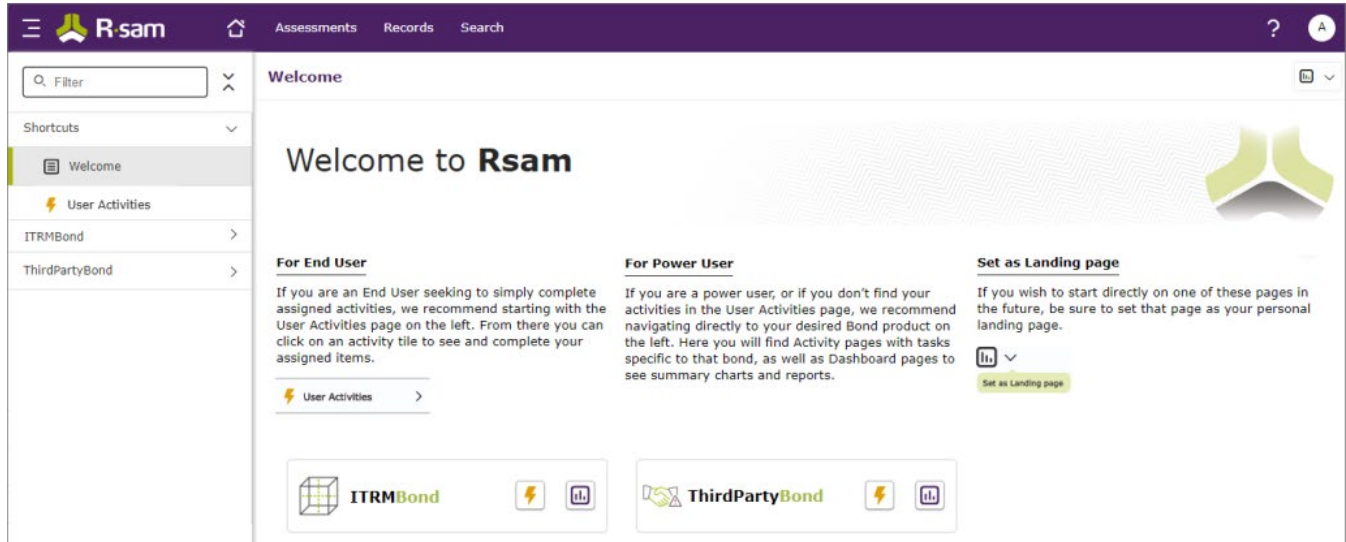 R·sam
Assessments Records Search
?
A
Filter
Welcome
Shortcuts
Welcome
User Activities
ITRMBond
ThirdPartyBond
Welcome to Rsam
For End User
If you are an End User seeking to simply complete
assigned activities, we recommend starting with the
User Activities page on the left. From there you can
click on an activity tile to see and complete your
assigned items.
User Activities
For Power User
If you are a power user, or if you don't find your
activities in the User Activities page, we recommend
navigating directly to your desired Bond product on
the left. Here you will find Activity pages with tasks
specific to that bond, as well as Dashboard pages to
see summary charts and reports.
Set as Landing page
If you wish to start directly on one of these pages in
the future, be sure to set that page as your personal
landing page.
Set as Landing page
ITRMBond
ThirdPartyBond